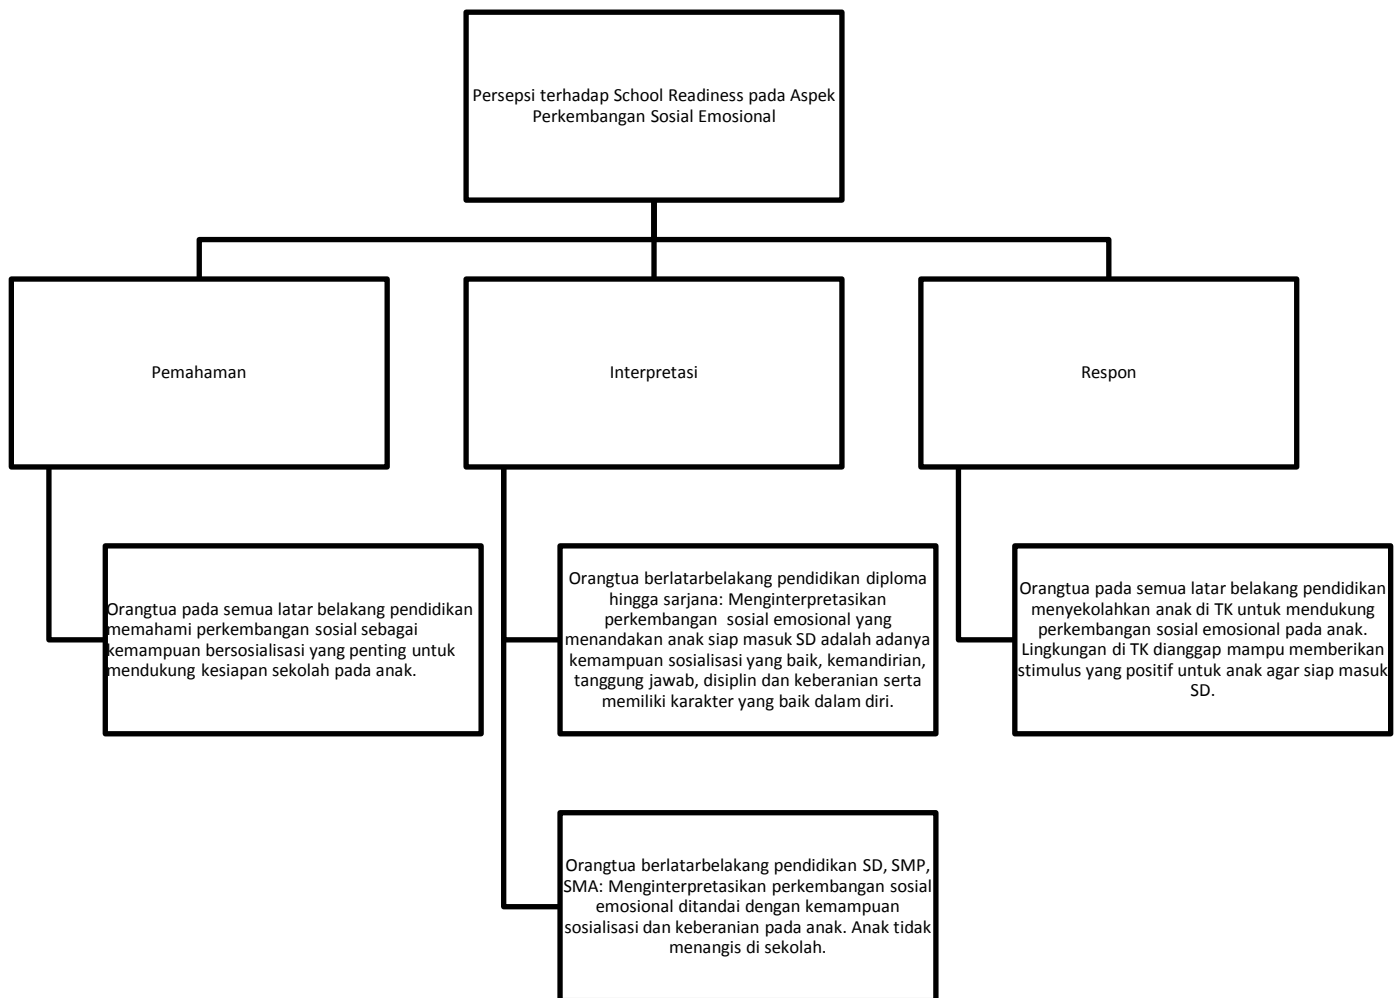 Persepsi terhadap School Readiness pada Aspek
Perkembangan Sosial Emosional
Pemahaman
Interpretasi
Respon
Orangtua pada semua latar belakang pendidikan
memahami perkembangan sosial sebagai
kemampuan bersosialisasi yang penting untuk
mendukung kesiapan sekolah pada anak.
Orangtua berlatarbelakang pendidikan diploma
hingga sarjana: Menginterpretasikan
perkembangan sosial emosional yang
menandakan anak siap masuk SD adalah adanya
kemampuan sosialisasi yang baik, kemandirian,
tanggung jawab, disiplin dan keberanian serta
memiliki karakter yang baik dalam diri.
Orangtua pada semua latar belakang pendidikan
menyekolahkan anak di TK untuk mendukung
perkembangan sosial emosional pada anak.
Lingkungan di TK dianggap mampu memberikan
stimulus yang positif untuk anak agar siap masuk
SD.
Orangtua berlatarbelakang pendidikan SD, SMP,
SMA: Menginterpretasikan perkembangan sosial
emosional ditandai dengan kemampuan
sosialisasi dan keberanian pada anak. Anak tidak
menangis di sekolah.